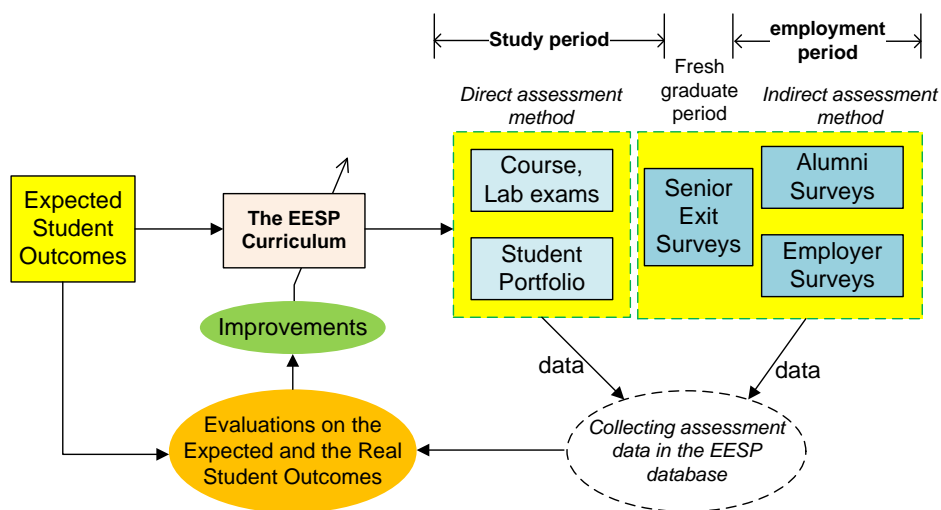 Study period
employment
period
Fresh
graduate
period
Direct assessment
method
Indirect assessment
method
Expected
Student
Outcomes
The EESP
Curriculum
Course,
Lab exams
Student
Portfolio
Senior
Exit
Surveys
Alumni
Surveys
Employer
Surveys
Improvements
data
data
Evaluations on the
Expected and the Real
Student Outcomes
Collecting assessment
data in the EESP
database